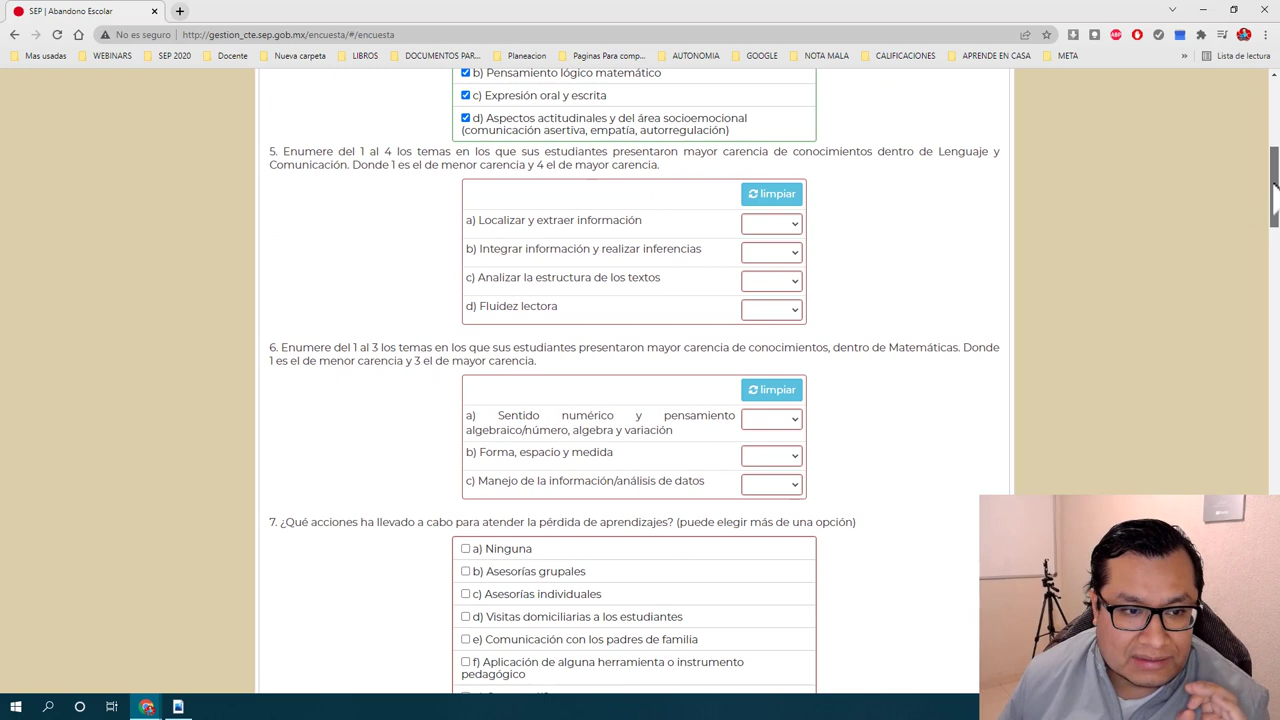 SEP | Abandono Escolar
No es seguro | http://gestion_cte.sep.gob.mx/encuesta/#/encuesta
Mas usadas WEBINARS SEP 2020 Docente Nueva carpeta LIBROS DOCUMENTOS PAR... Planeacion Paginas Para comp... AUTONOMIA GOOGLE NOTA MALA CALIFICACIONES APRENDE EN CASA META » Lista de lectura
b) Pensamiento lógico matemático
c) Expresión oral y escrita
d) Aspectos actitudinales y del área socioemocional
(comunicación asertiva, empatía, autorregulación)
5. Enumere del 1 al 4 los temas en los que sus estudiantes presentaron mayor carencia de conocimientos dentro de Lenguaje y
Comunicación. Donde 1 es el de menor carencia y 4 el de mayor carencia.
limpiar
a) Localizar y extraer información
b) Integrar información y realizar inferencias
c) Analizar la estructura de los textos
d) Fluidez lectora
6. Enumere del 1 al 3 los temas en los que sus estudiantes presentaron mayor carencia de conocimientos, dentro de Matemáticas. Donde
1 es el de menor carencia y 3 el de mayor carencia.
limpiar
a) Sentido numérico y pensamiento
algebraico/número, algebra y variación
b) Forma, espacio y medida
c) Manejo de la información/análisis de datos
7. ¿Qué acciones ha llevado a cabo para atender la pérdida de aprendizajes? (puede elegir más de una opción)
a) Ninguna
b) Asesorías grupales
c) Asesorías individuales
d) Visitas domiciliarias a los estudiantes
e) Comunicación con los padres de familia
f) Aplicación de alguna herramienta o instrumento
pedagógico